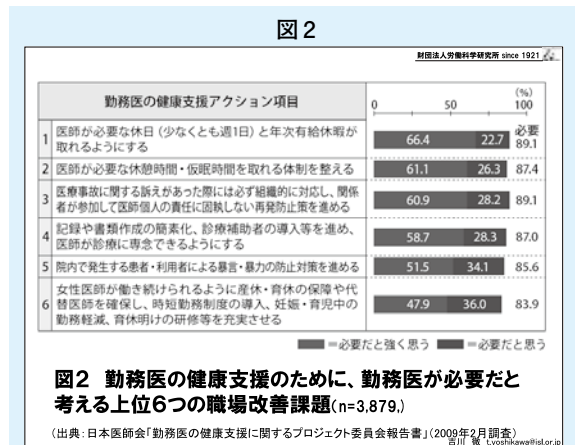 図2
財団法人労働科学研究所 since 1921
勤務医の健康支援アクション項目
(%)
0 50 100
1 医師が必要な休日（少なくとも週1日）と年次有給休暇が
取れるようにする
66.4 22.7 必要
89.1
2 医師が必要な休憩時間・仮眠時間を取れる体制を整える
61.1 26.3 87.4
3 医療事故に関する訴えがあった際には必ず組織的に対応し、関係
者が参加して医師個人の責任に固執しない再発防止策を進める
60.9 28.2 89.1
4 記録や書類作成の簡素化、診療補助者の導入等を進め、
医師が診療に専念できるようにする
58.7 28.3 87.0
5 院内で発生する患者・利用者による暴言・暴力の防止対策を進める
51.5 34.1 85.6
6 女性医師が働き続けられるように産休・育休の保障や代
替医師を確保し、時短勤務制度の導入、妊娠・育児中の
勤務軽減、育休明けの研修等を充実させる
47.9 36.0 83.9
＝必要だと強く思う ＝必要だと思う
図2 勤務医の健康支援のために、勤務医が必要だと
考える上位6つの職場改善課題(n=3,879,)
（出典：日本医師会「勤務医の健康支援に関するプロジェクト委員会報告書」（2009年2月調査）
吉川 徹 t.yoshikawa@isl.or.jp